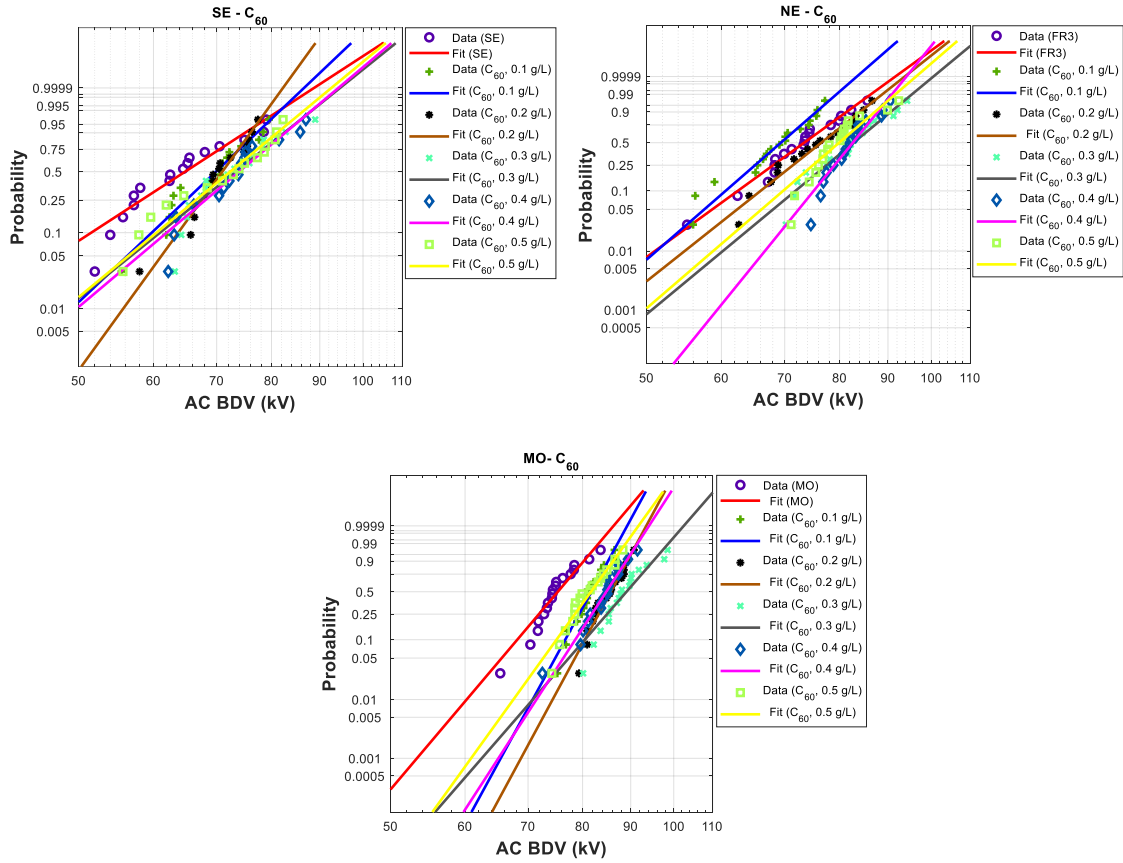 SE - C60
0.9999
0.995
0.95
0.75
0.5
0.25
0.1
0.05
0.01
0.005
Probability
50 60 70 80 90 100 110
AC BDV (kV)
Data (SE)
Fit (SE)
Data (C60, 0.1 g/L)
Fit (C60, 0.1 g/L)
Data (C60, 0.2 g/L)
Fit (C60, 0.2 g/L)
Data (C60, 0.3 g/L)
Fit (C60, 0.3 g/L)
Data (C60, 0.4 g/L)
Fit (C60, 0.4 g/L)
Data (C60, 0.5 g/L)
Fit (C60, 0.5 g/L)
NE - C60
0.9999
0.99
0.9
0.5
0.25
0.1
0.05
0.01
0.005
0.001
0.0005
Probability
50 60 70 80 90 100 110
AC BDV (kV)
Data (FR3)
Fit (FR3)
Data (C60, 0.1 g/L)
Fit (C60, 0.1 g/L)
Data (C60, 0.2 g/L)
Fit (C60, 0.2 g/L)
Data (C60, 0.3 g/L)
Fit (C60, 0.3 g/L)
Data (C60, 0.4 g/L)
Fit (C60, 0.4 g/L)
Data (C60, 0.5 g/L)
Fit (C60, 0.5 g/L)
MO- C60
0.9999
0.99
0.9
0.5
0.25
0.1
0.05
0.01
0.005
0.001
0.0005
Probability
50 60 70 80 90 100 110
AC BDV (kV)
Data (MO)
Fit (MO)
Data (C60, 0.1 g/L)
Fit (C60, 0.1 g/L)
Data (C60, 0.2 g/L)
Fit (C60, 0.2 g/L)
Data (C60, 0.3 g/L)
Fit (C60, 0.3 g/L)
Data (C60, 0.4 g/L)
Fit (C60, 0.4 g/L)
Data (C60, 0.5 g/L)
Fit (C60, 0.5 g/L)